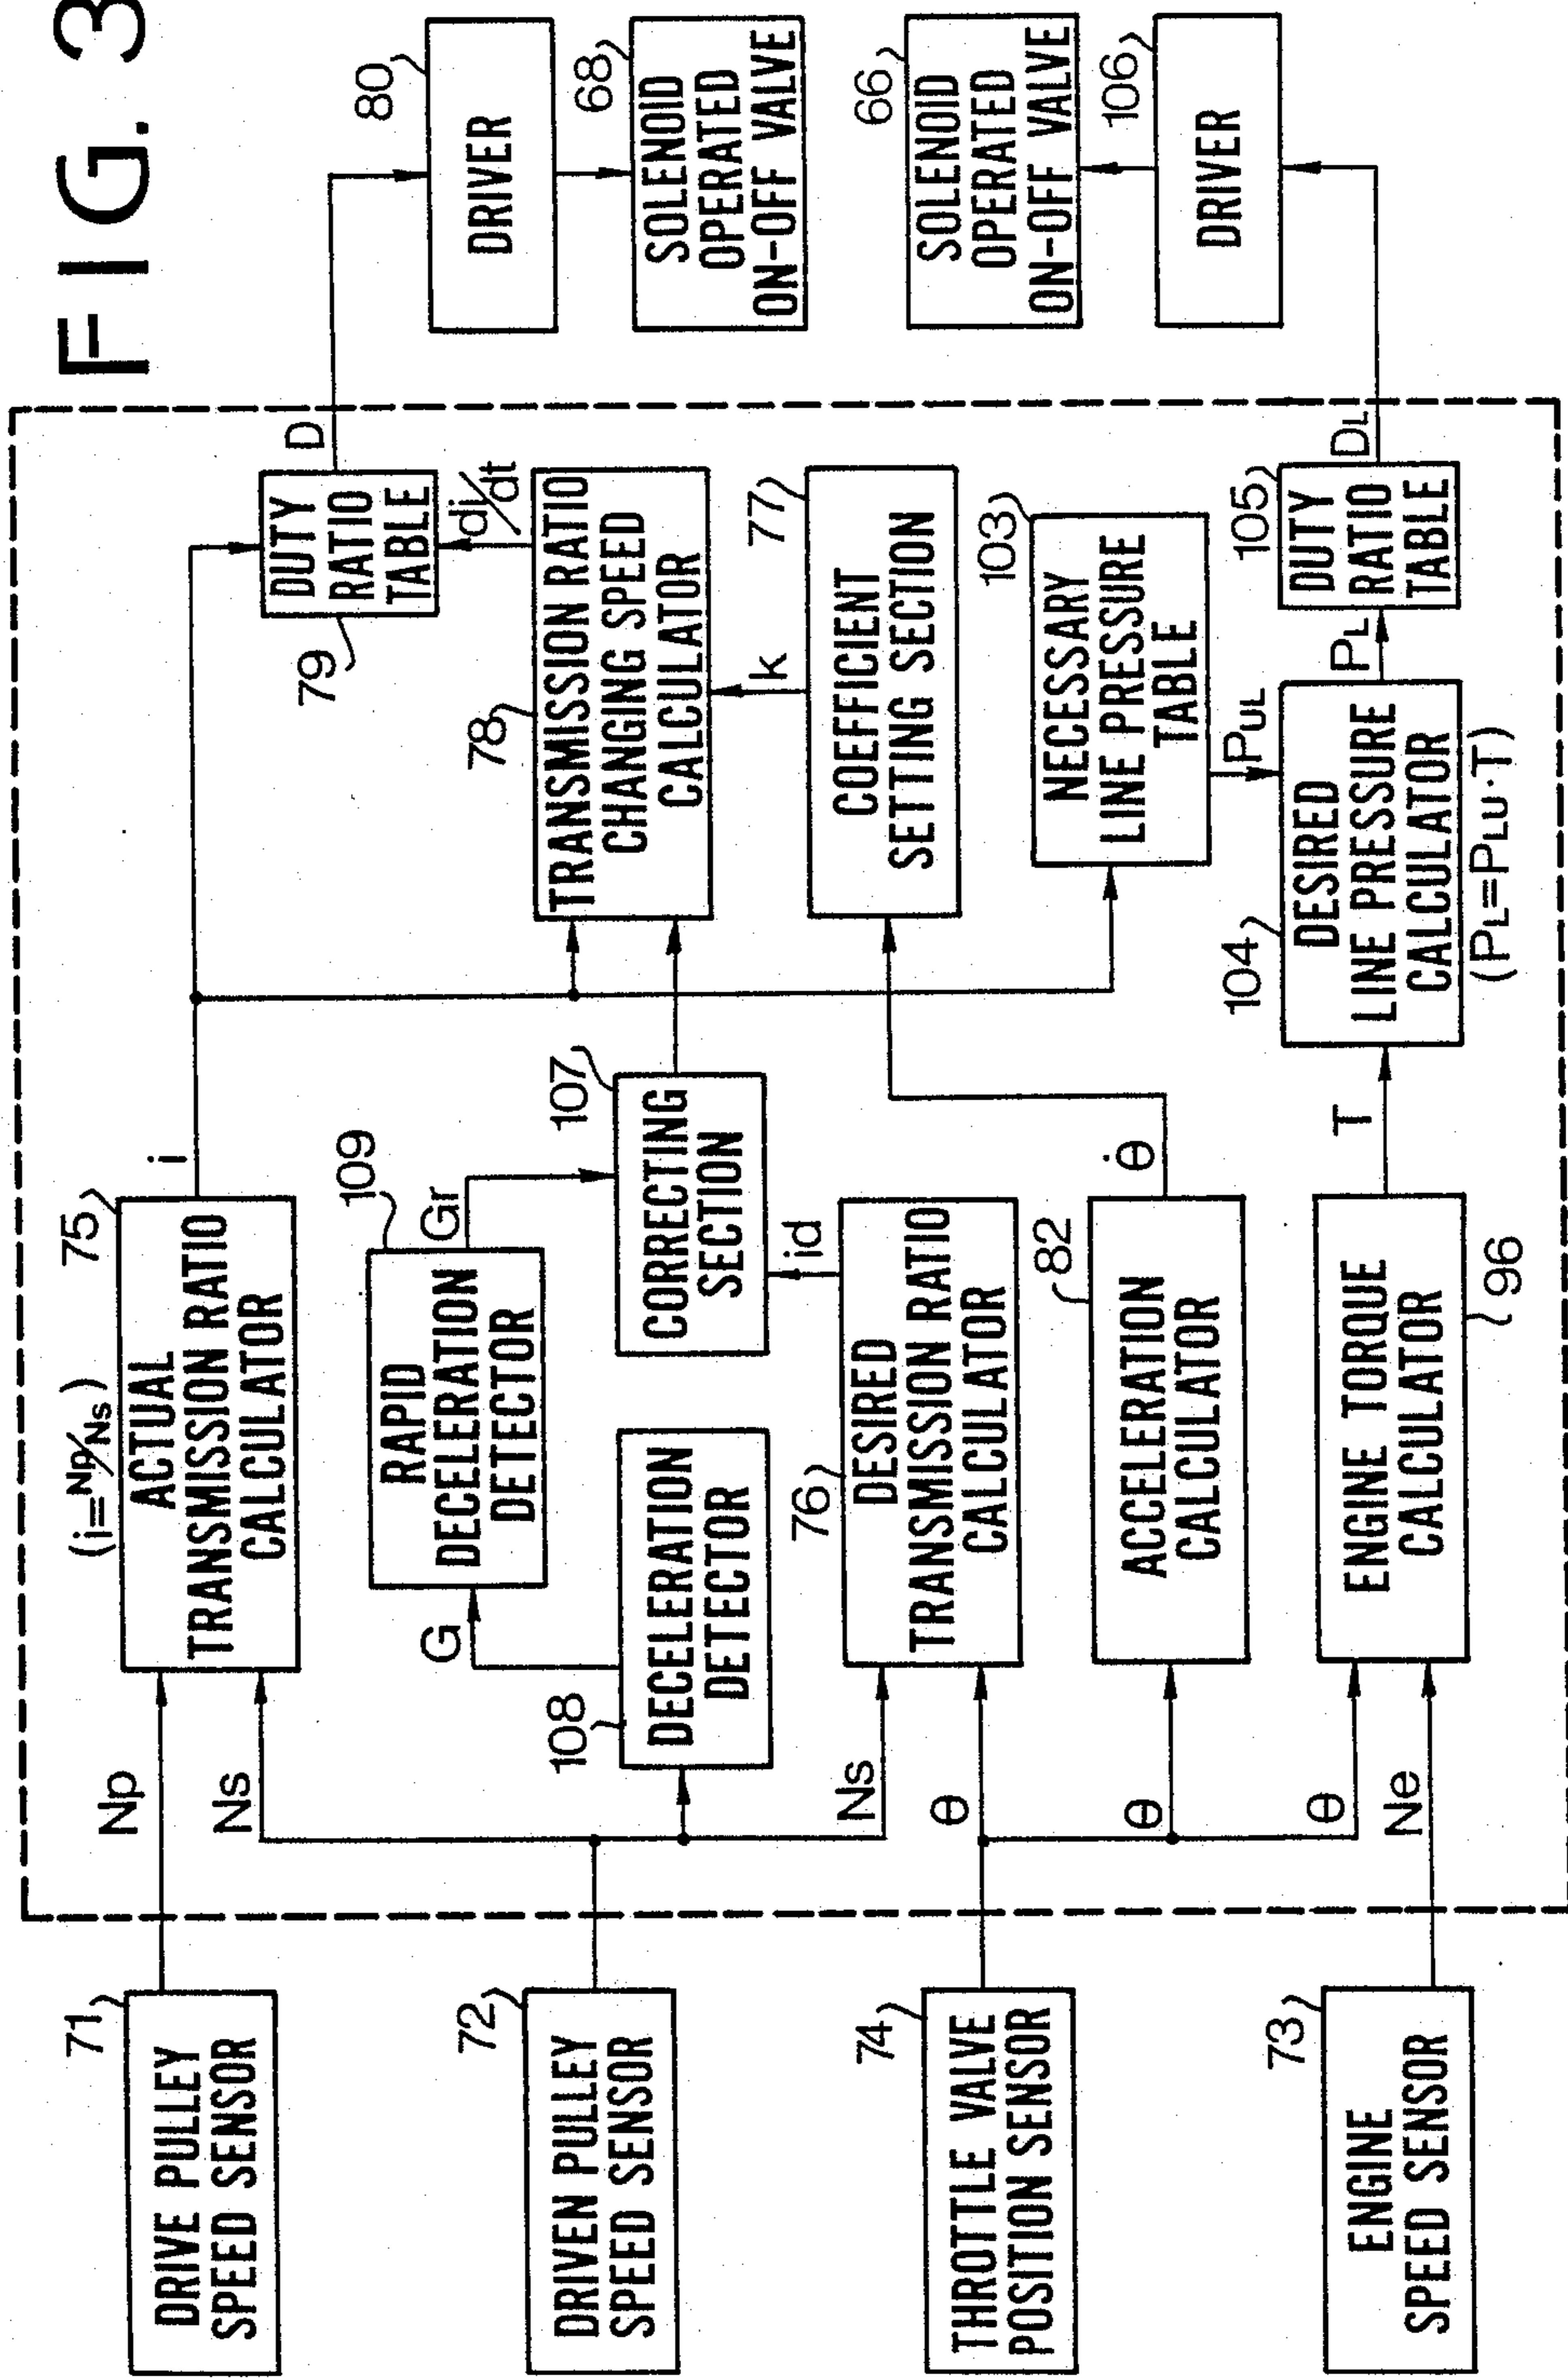 FIG. 3
71
DRIVE PULLEY
SPEED SENSOR
72
DRIVEN PULLEY
SPEED SENSOR
74
THROTTLE VALVE
POSITION SENSOR
73
ENGINE
SPEED SENSOR
Np
Ns
Ns
θ
θ
θ
Ne
(i=Np/Ns)
75
ACTUAL
TRANSMISSION RATIO
CALCULATOR
i
109
RAPID
DECELERATION
DETECTOR
G
Gr
108
DECELERATION
DETECTOR
107
CORRECTING
SECTION
id
76
DESIRED
TRANSMISSION RATIO
CALCULATOR
82
ACCELERATION
CALCULATOR
θ̇
ENGINE TORQUE
CALCULATOR
96
T
D
DUTY
RATIO
TABLE
79
di/dt
78
TRANSMISSION RATIO
CHANGING SPEED
CALCULATOR
k
77
COEFFICIENT
SETTING SECTION
103
NECESSARY
LINE PRESSURE
TABLE
PUL
104
DESIRED
LINE PRESSURE
CALCULATOR
(PL=PLU·T)
PL
105
DUTY
RATIO
TABLE
DL
80
DRIVER
68
SOLENOID
OPERATED
ON-OFF VALVE
66
SOLENOID
OPERATED
ON-OFF VALVE
106
DRIVER